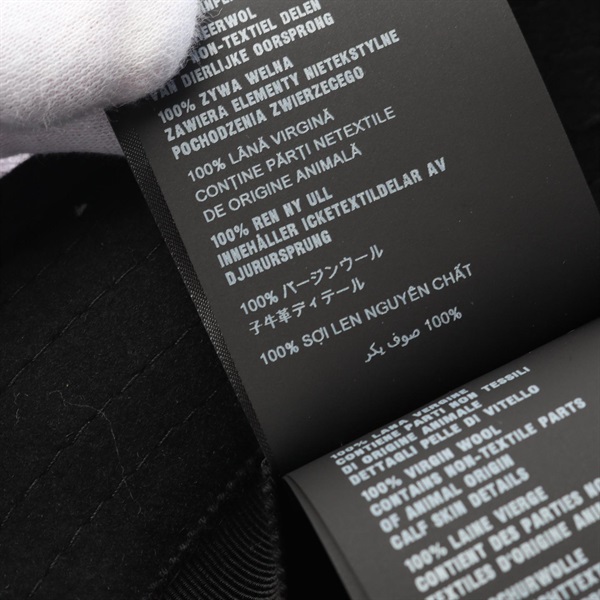 NON-TEXTIEL DELEN
VAN DIERLIJKE OORSPRONG
100% ŻYWA WEŁNA
ZAWIERA ELEMENTY NIETEKSTYLNE
POCHODZENIA ZWIERZECEGO
100% LÂNĂ VIRGINĂ
CONȚINE PĂRȚI NETEXTILE
DE ORIGINE ANIMALĂ
100% REN NY ULL
INNEHÅLLER ICKETEXTILDELAR AV
DJURURSPRUNG
100% バージンウール
子牛革ディテール
100% SỢI LEN NGUYÊN CHẤT
100% صوف بكر
100% LANA VERGINE
CONTIENE PARTI NON TESSILI
DI ORIGINE ANIMALE
DETTAGLI PELLE DI VITELLO
100% VIRGIN WOOL
CONTAINS NON-TEXTILE PARTS
OF ANIMAL ORIGIN
CALF SKIN DETAILS
100% LAINE VIERGE
CONTIENT DES PARTIES
TEXTILES D'ORIGINE
SCHURWOLLE